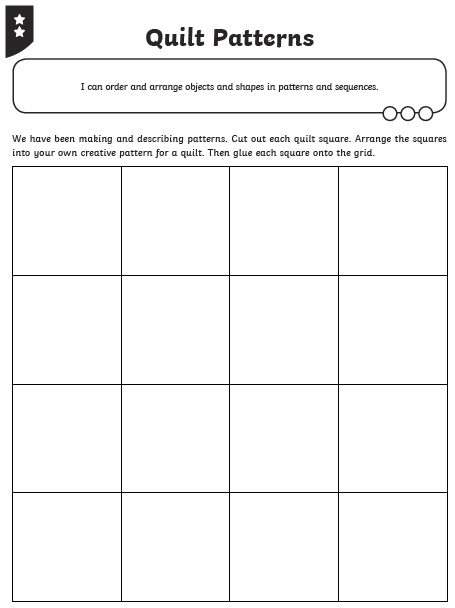 Quilt Patterns
I can order and arrange objects and shapes in patterns and sequences.
We have been making and describing patterns. Cut out each quilt square. Arrange the squares
into your own creative pattern for a quilt. Then glue each square onto the grid.